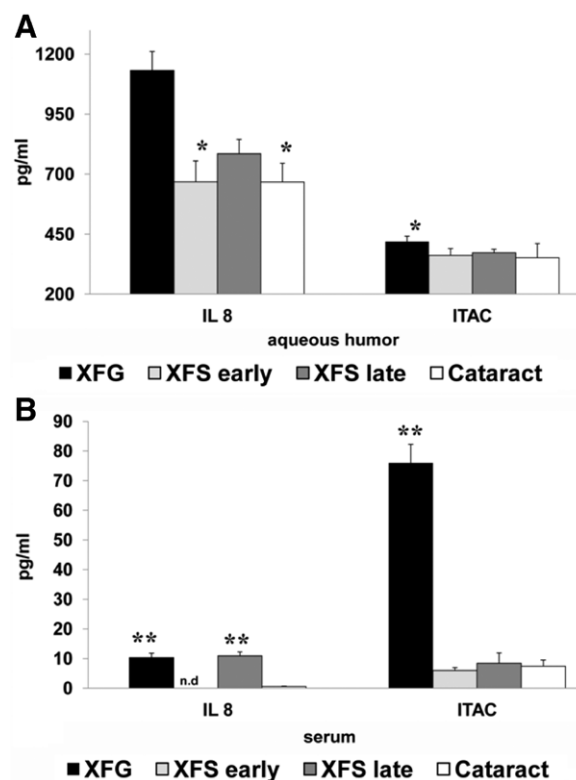 A
1200
950
700
450
200
pg/ml
*
*
*
IL 8 ITAC
aqueous humor
XFG XFS early XFS late Cataract
B
90
80
70
60
50
40
30
20
10
0
pg/ml
**
**
**
n.d
IL 8 ITAC
serum
XFG XFS early XFS late Cataract